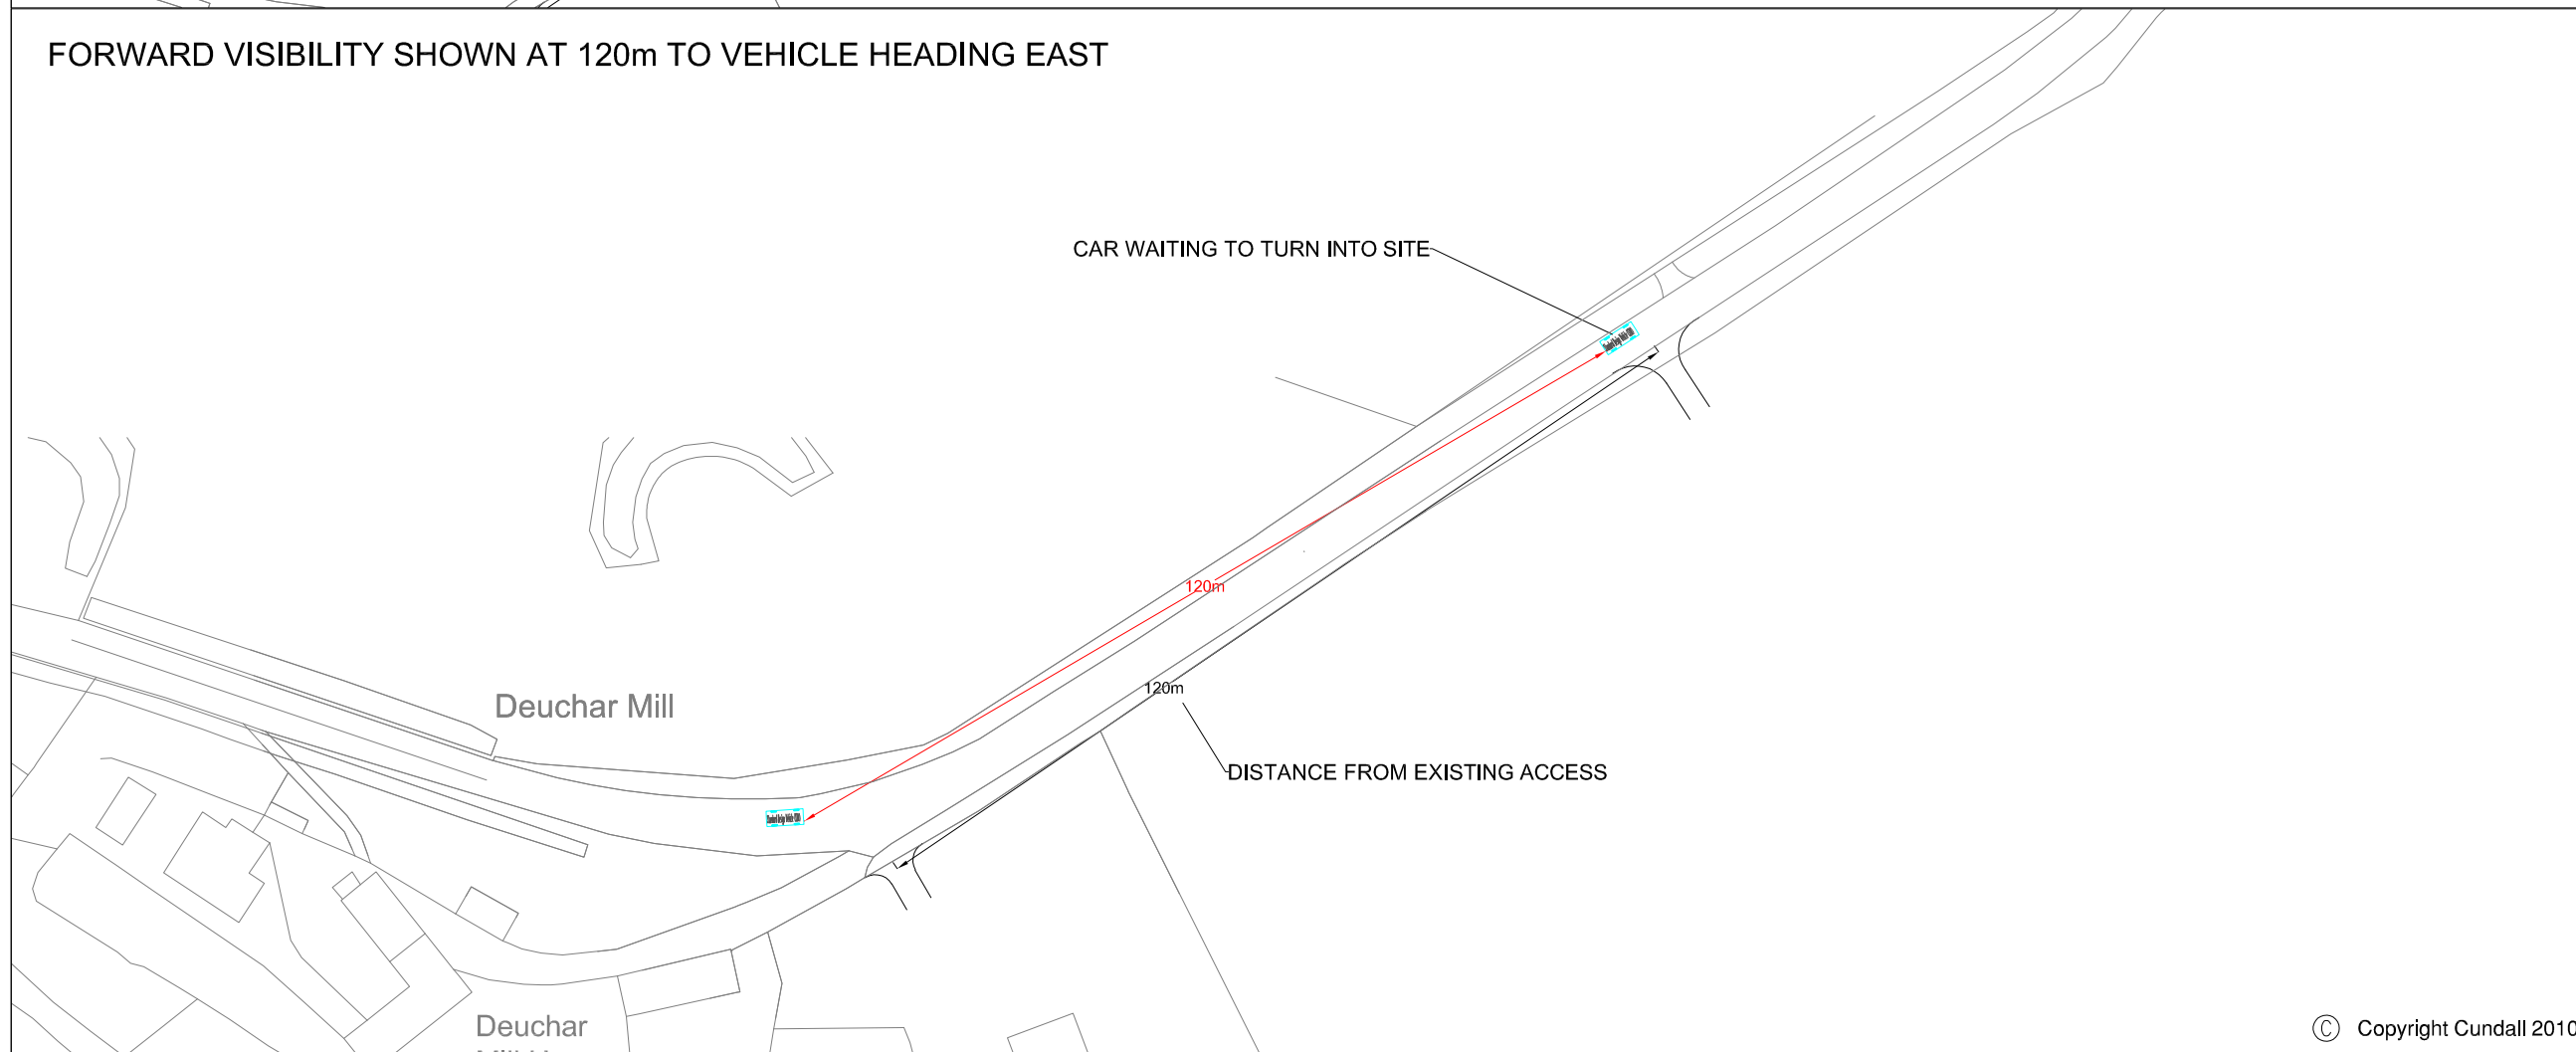 FORWARD VISIBILITY SHOWN AT 120m TO VEHICLE HEADING EAST
CAR WAITING TO TURN INTO SITE
120m
Deuchar Mill
120m
DISTANCE FROM EXISTING ACCESS
Deuchar
© Copyright Cundall 2010